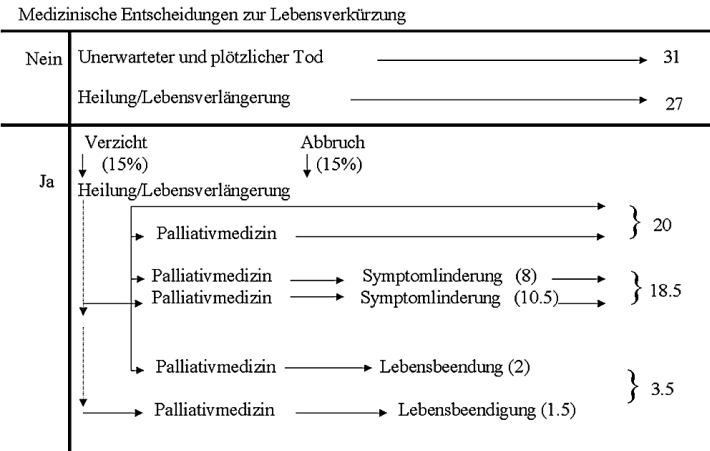 Medizinische Entscheidungen zur Lebensverkürzung
Nein Unerwarteter und plötzlicher Tod 31
Heilung/Lebensverlängerung 27
Verzicht Abbruch
(15%) (15%)
Ja Heilung/Lebensverlängerung
Palliativmedizin } 20
Palliativmedizin Symptomlinderung (8)
Palliativmedizin Symptomlinderung (10.5) } 18.5
Palliativmedizin Lebensbeendung (2)
} 3.5
Palliativmedizin Lebensbeendigung (1.5)